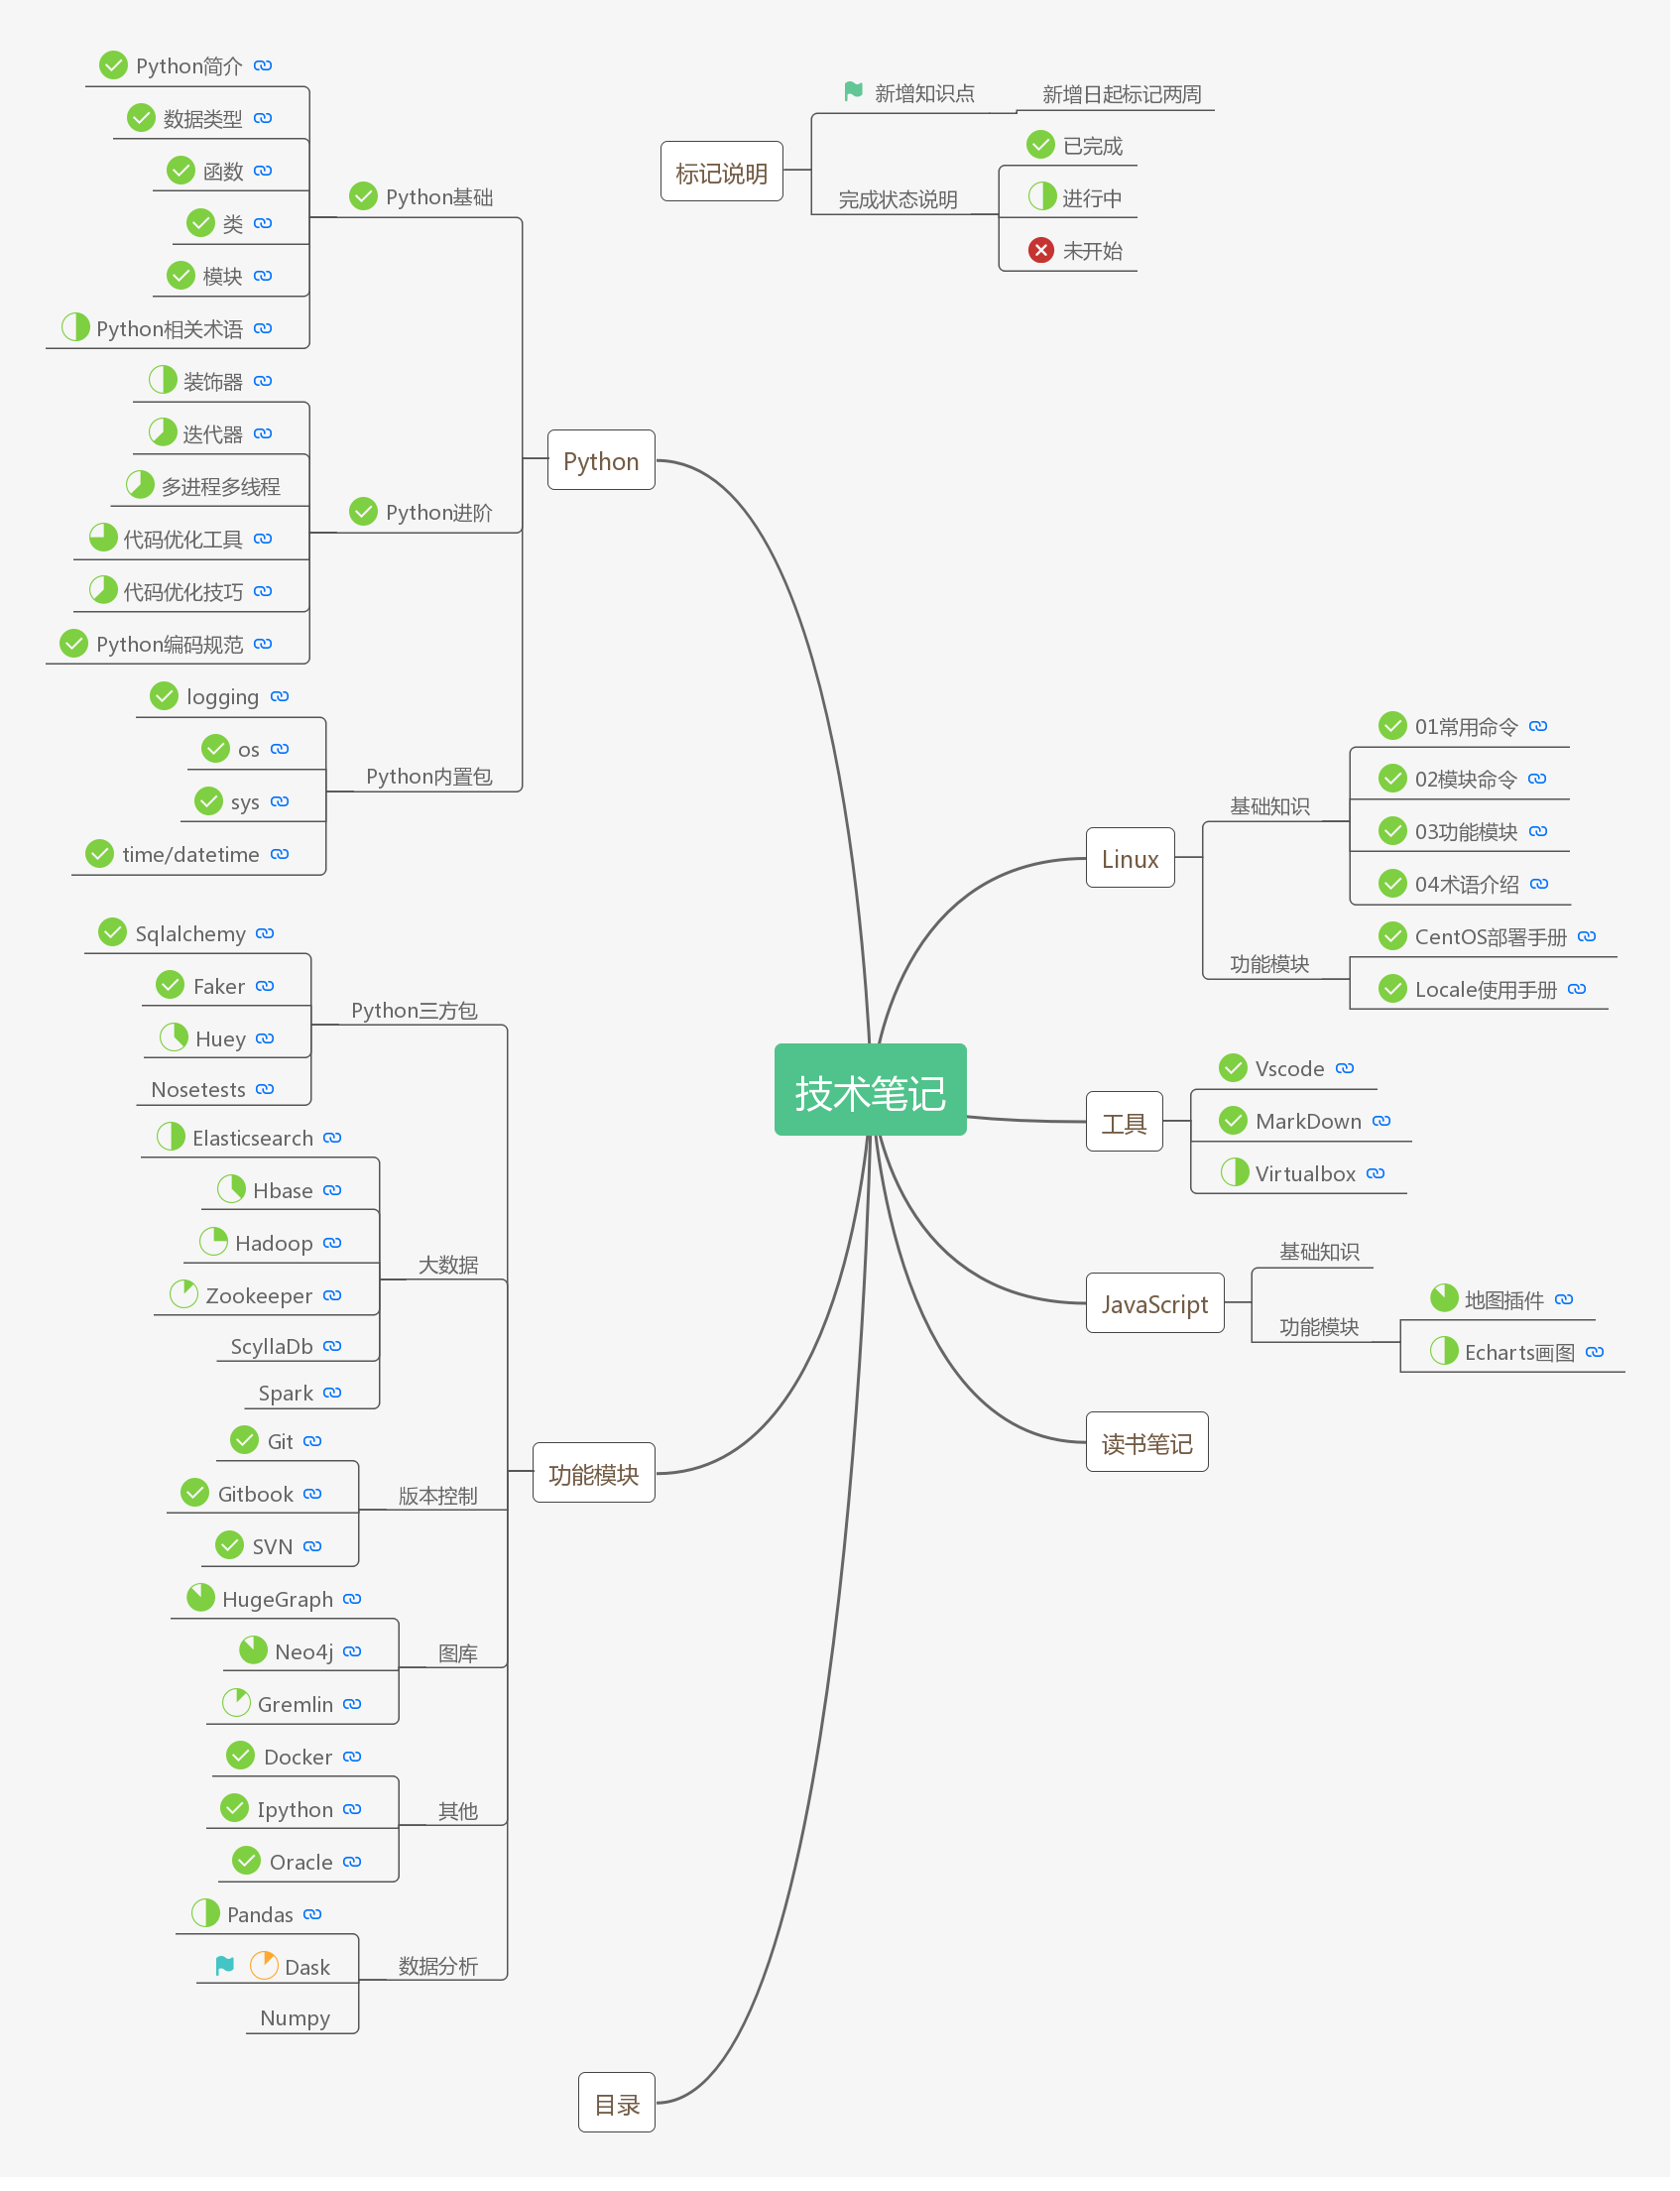 标记说明
新增知识点
新增日起标记两周
完成状态说明
已完成
进行中
未开始
技术笔记
Python
Python基础
Python简介
数据类型
函数
类
模块
Python相关术语
Python进阶
装饰器
迭代器
多进程多线程
代码优化工具
代码优化技巧
Python编码规范
Python内置包
logging
os
sys
time/datetime
功能模块
Python三方包
Sqlalchemy
Faker
Huey
Nosetests
大数据
Elasticsearch
Hbase
Hadoop
Zookeeper
ScyllaDb
Spark
版本控制
Git
Gitbook
SVN
图库
HugeGraph
Neo4j
Gremlin
其他
Docker
Ipython
Oracle
数据分析
Pandas
Dask
Numpy
目录
Linux
基础知识
01常用命令
02模块命令
03功能模块
04术语介绍
功能模块
CentOS部署手册
Locale使用手册
工具
Vscode
MarkDown
Virtualbox
JavaScript
基础知识
功能模块
地图插件
Echarts画图
读书笔记